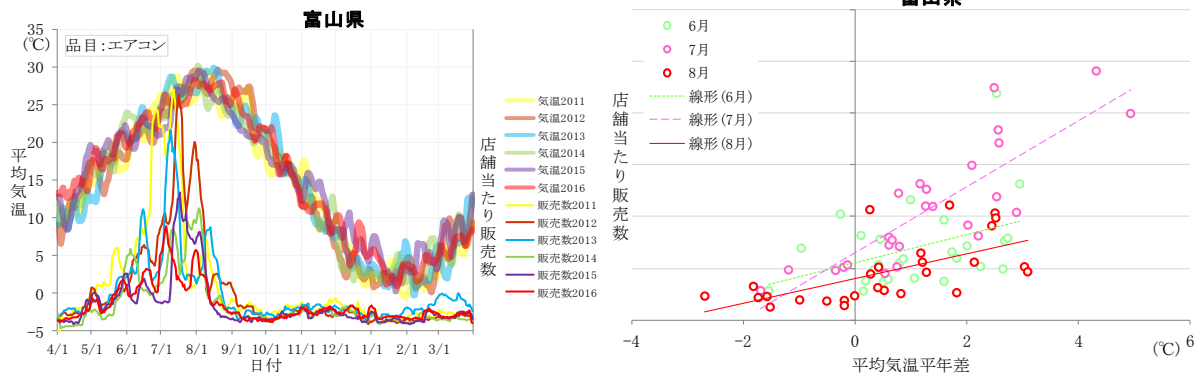 富山県
35
(℃)
品目:エアコン
30
25
20
15
10
5
0
−5
平均気温
4/1 5/1 6/1 7/1 8/1 9/1 10/1 11/1 12/1 1/1 2/1 3/1
日付
店舗当たり販売数
気温2011
気温2012
気温2013
気温2014
気温2015
気温2016
販売数2011
販売数2012
販売数2013
販売数2014
販売数2015
販売数2016
富山県
6月
7月
8月
線形 (6月)
線形 (7月)
線形 (8月)
店舗当たり販売数
−4 −2 0 2 4 6
(℃)
平均気温平年差